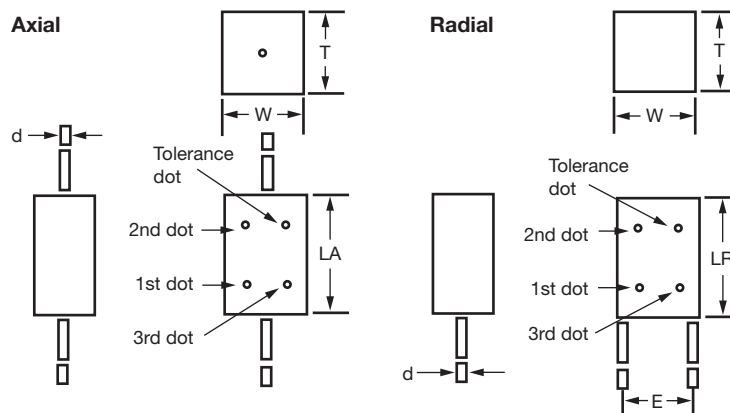 Axial
T
W
d
Tolerance
dot
2nd dot
LA
1st dot
3rd dot
Radial
T
W
Tolerance
dot
2nd dot
LR
1st dot
3rd dot
d
E